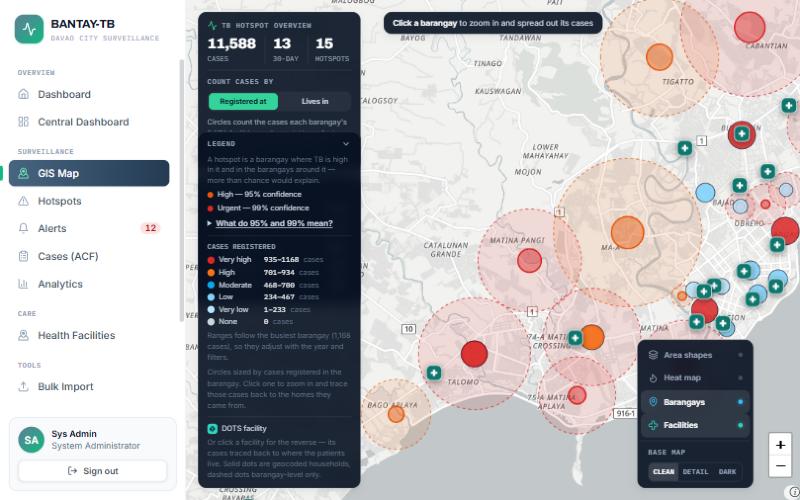 BANTAY-TB
DAVAO CITY SURVEILLANCE
OVERVIEW
Dashboard
Central Dashboard
SURVEILLANCE
GIS Map
Hotspots
Alerts
12
Cases (ACF)
Analytics
CARE
Health Facilities
TOOLS
Bulk Import
SA
Sys Admin
System Administrator
Sign out
TB HOTSPOT OVERVIEW
11,588
CASES
13
30-DAY
15
HOTSPOTS
COUNT CASES BY
Registered at
Lives in
Circles count the cases each barangay's
LEGEND
A hotspot is a barangay where TB is high
in it and in the barangays around it —
more than chance would explain.
High — 95% confidence
Urgent — 99% confidence
What do 95% and 99% mean?
CASES REGISTERED
Very high 935–1168 cases
High 701–934 cases
Moderate 468–700 cases
Low 234–467 cases
Very low 1–233 cases
None 0 cases
Ranges follow the busiest barangay (1,168
cases), so they adjust with the year and
filters.
Circles sized by cases registered in the
barangay. Click one to zoom in and trace
those cases back to the homes they
came from.
DOTS facility
Or click a facility for the reverse — its
cases traced back to where the patients
live. Solid dots are geocoded households,
dashed dots barangay-level only.
Click a barangay to zoom in and spread out its cases
BAYOG
TANDAWAN
CABANTIAN
TINAGO
TIGATTO
KAUSWAGAN
LOWER
MAHAYAHAY
MOJON
1
1
OBRERO
MA-A
CATALUNAN
GRANDE
MATINA PANGI
1
10
MATINA
74-A MATINA
CROSSING
TALOMO
75-A MATINA
APLAYA
BAGO APLAYA
916-1
Area shapes
Heat map
Barangays
Facilities
BASE MAP
CLEAN
DETAIL
DARK
+
−